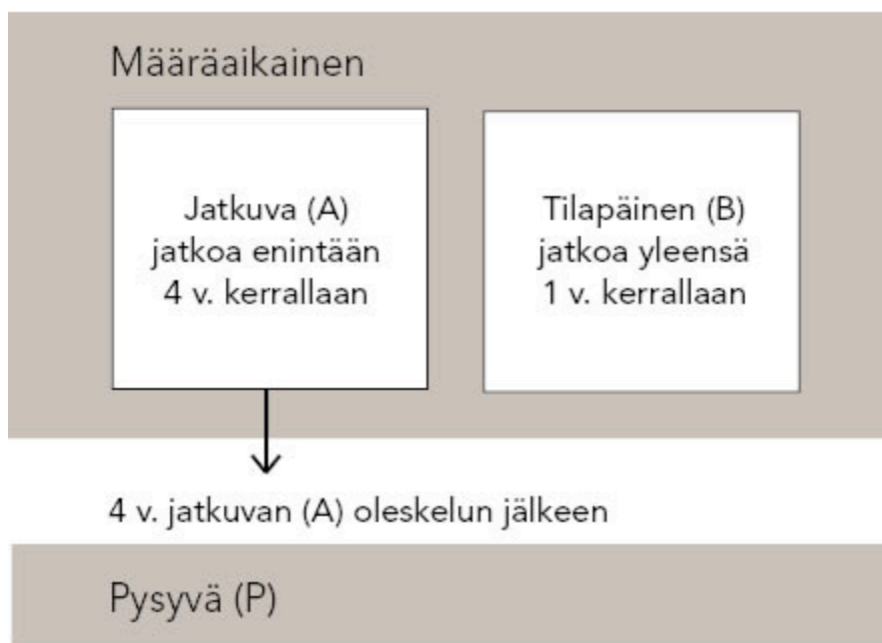 Määräaikainen
Jatkuva (A)
jatkoa enintään
4 v. kerrallaan
Tilapäinen (B)
jatkoa yleensä
1 v. kerrallaan
4 v. jatkuvan (A) oleskelun jälkeen
Pysyvä (P)